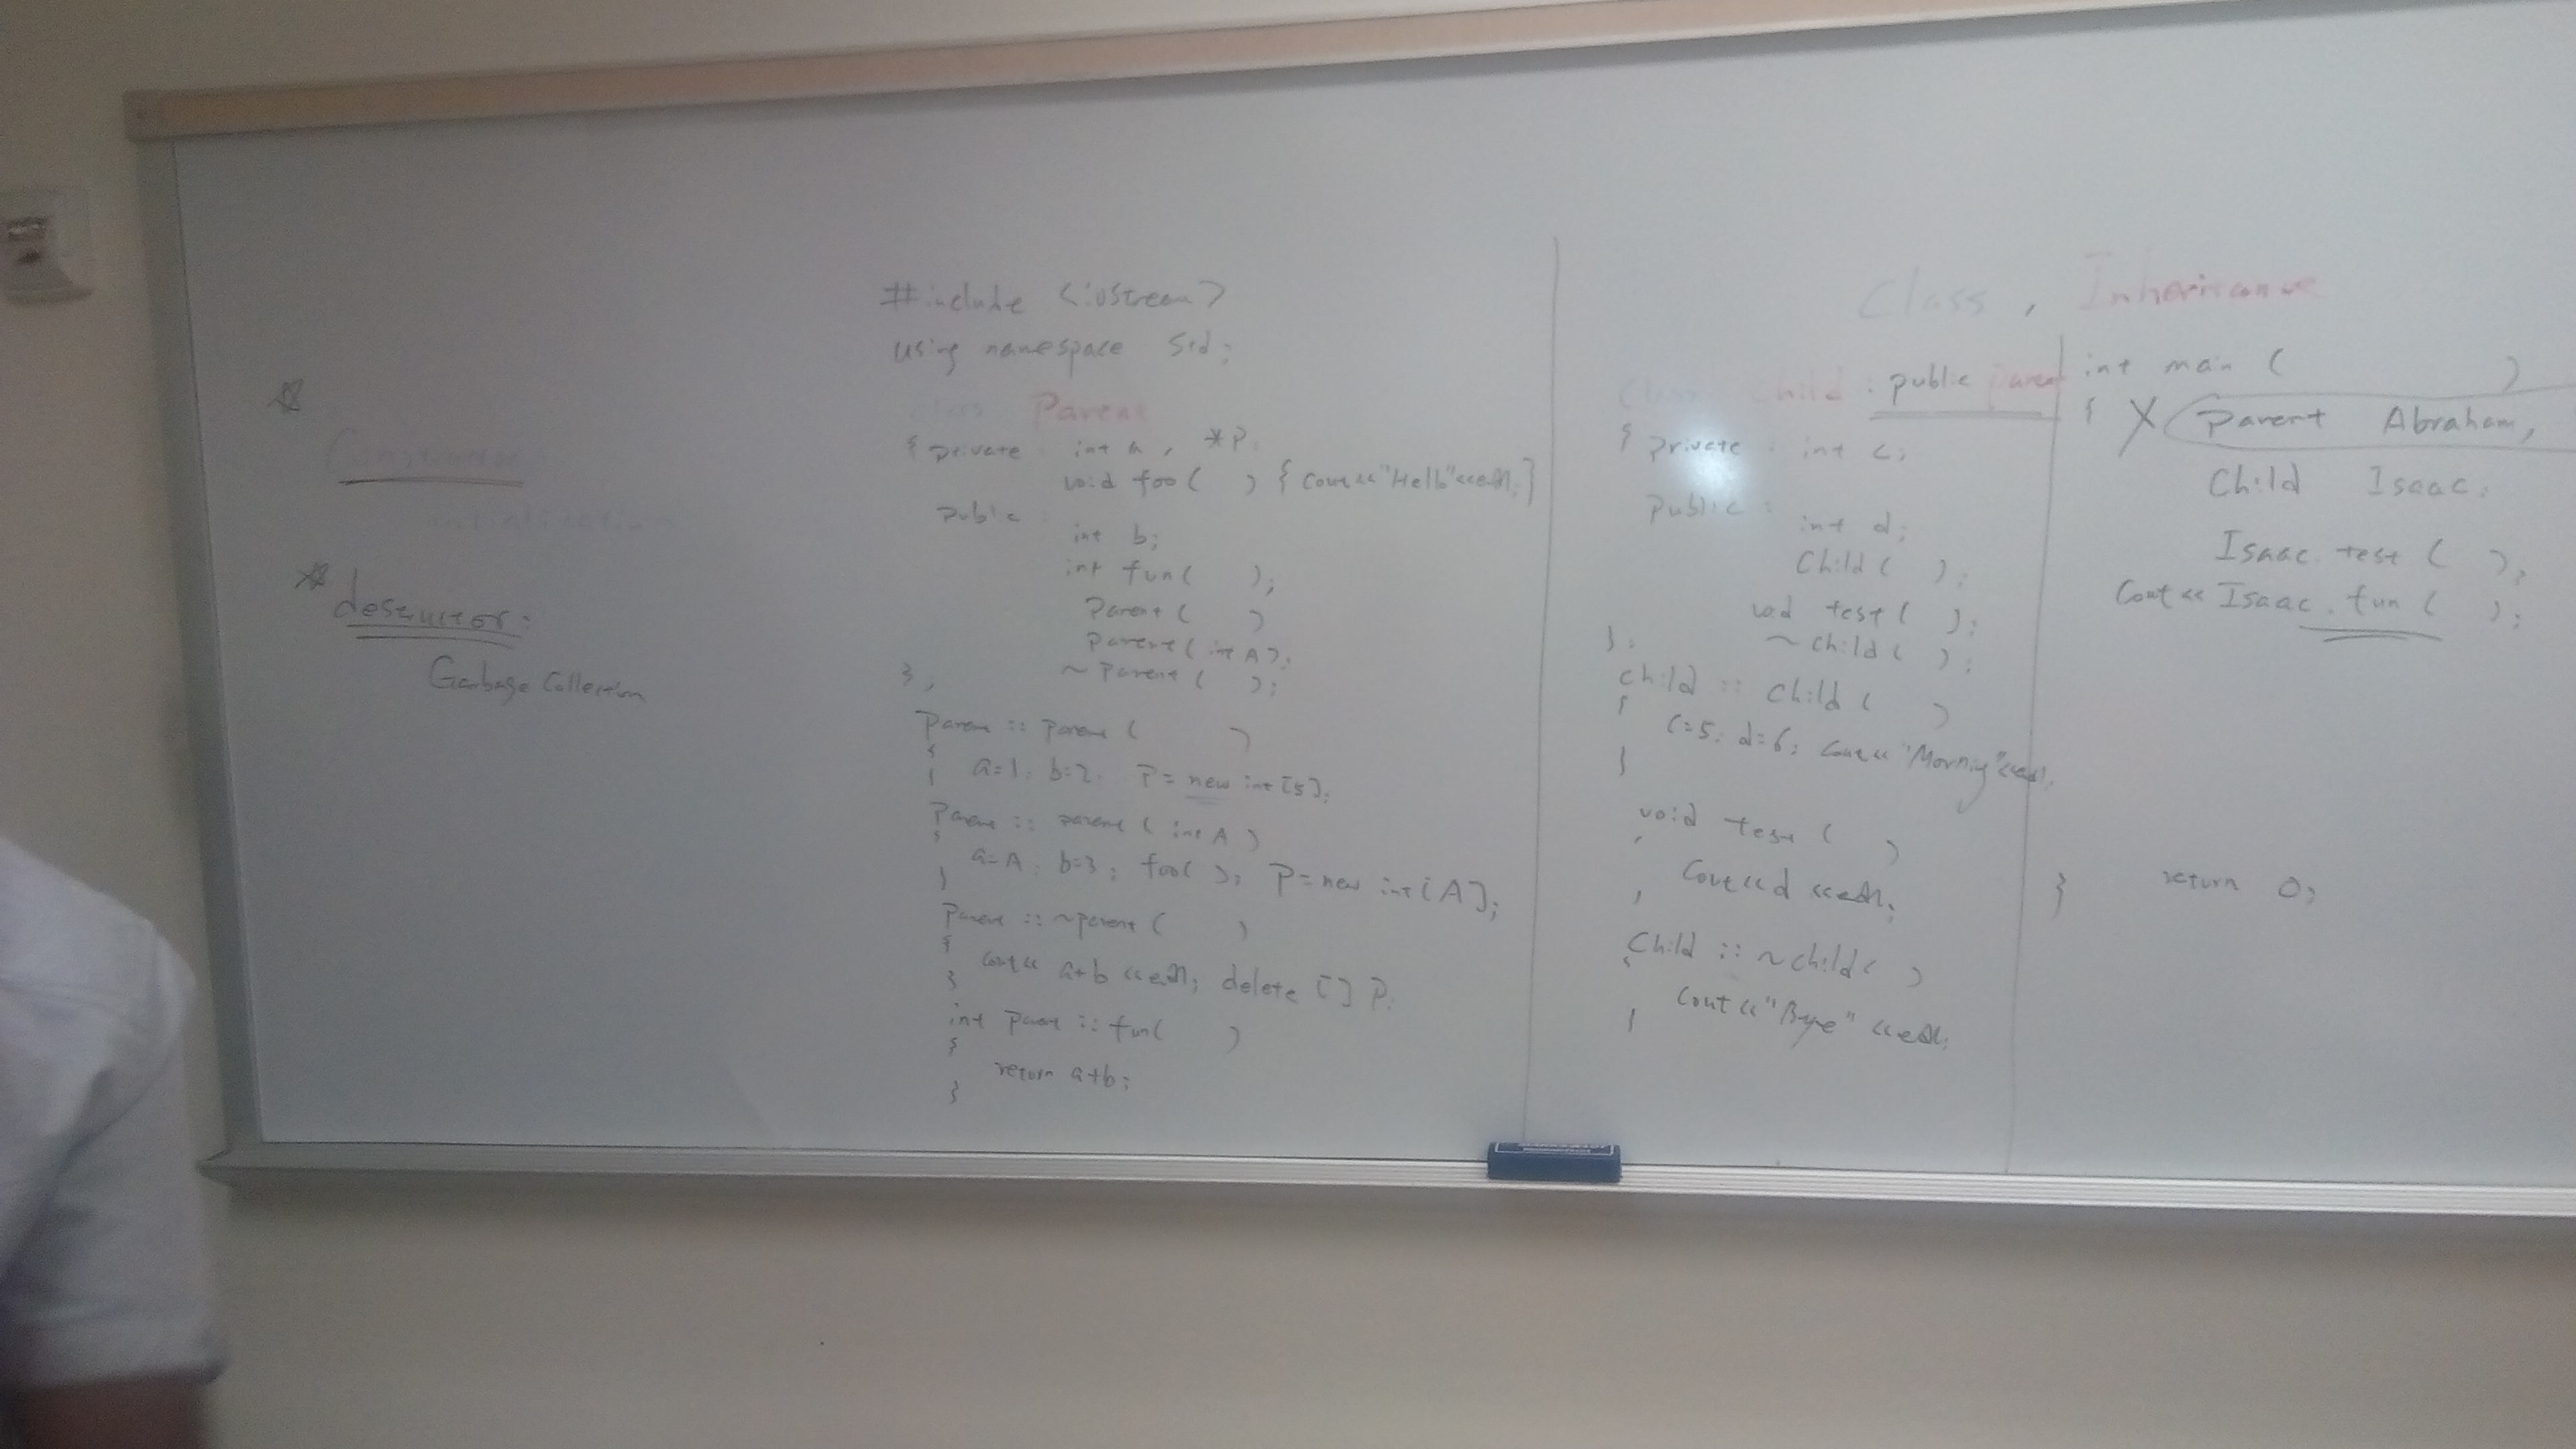 Constructor
initialization
destructor:
Garbage Collection
#include <iostream>
using namespace std;
class Parent
{ private : int a, *P;
void foo( ) { cout<<"Hello"<<endl; }
public :
int b;
int fun( );
Parent( )
Parent( int A );
~ Parent( );
};
Parent :: Parent ( )
{
a=1; b=2; P = new int [5];
}
Parent :: Parent ( int A )
{
a=A; b=3; foo( ); P = new int [A];
}
Parent :: ~Parent ( )
{
cout<< a+b <<endl; delete [] P;
}
int Parent :: fun( )
{
return a+b;
}
Class, Inheritance
Class Child : public Parent
{ private : int c;
public :
int d;
Child ( );
void test ( );
~ Child ( );
};
Child :: Child ( )
{
c=5; d=6; cout<<"Morning"<<endl;
}
void test ( )
{
cout<<d <<endl;
}
Child :: ~Child ( )
{
cout<<"Bye" <<endl;
}
int main ( )
{ X Parent Abraham,
Child Isaac;
Isaac.test ( );
Cout<< Isaac.fun ( );
return 0;
}